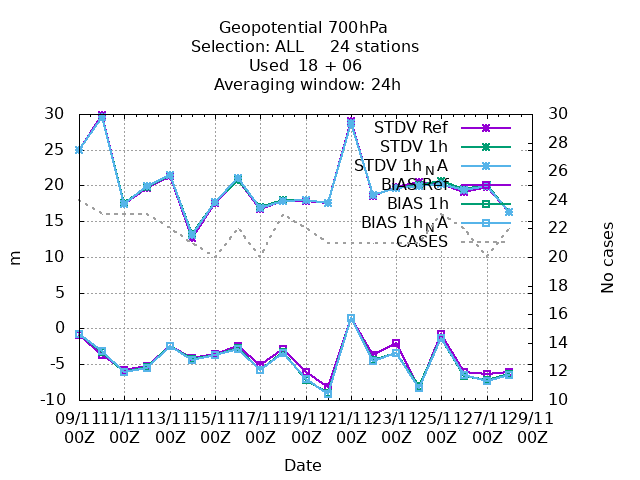 Geopotential 700hPa
Selection: ALL 24 stations
Used 18 + 06
Averaging window: 24h
30
25
20
15
10
5
0
-5
-10
m
30
28
26
24
22
20
18
16
14
12
10
No cases
STDV Ref
STDV 1h
STDV 1hNA
BIAS Ref
BIAS 1h
BIAS 1hNA
CASES
09/11 11/11 13/11 15/11 17/11 19/11 21/11 23/11 25/11 27/11 29/11
00Z 00Z 00Z 00Z 00Z 00Z 00Z 00Z 00Z 00Z 00Z
Date